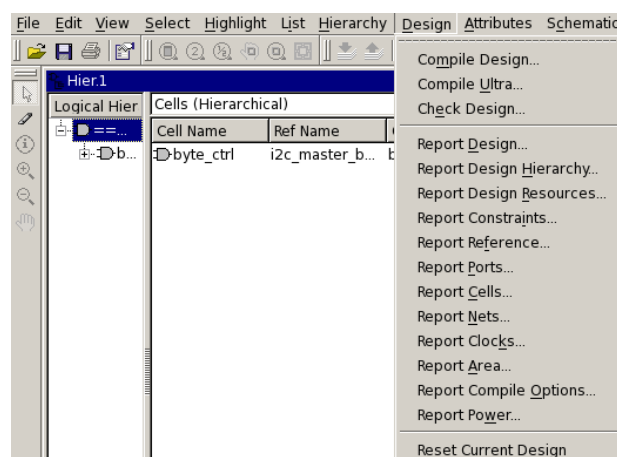 File Edit View Select Highlight List Hierarchy Design Attributes Schematic
Hier.1
Logical Hier Cells (Hierarchical)
Cell Name Ref Name
==...
b... byte_ctrl i2c_master_b...
Compile Design...
Compile Ultra...
Check Design...
Report Design...
Report Design Hierarchy...
Report Design Resources...
Report Constraints...
Report Reference...
Report Ports...
Report Cells...
Report Nets...
Report Clocks...
Report Area...
Report Compile Options...
Report Power...
Reset Current Design